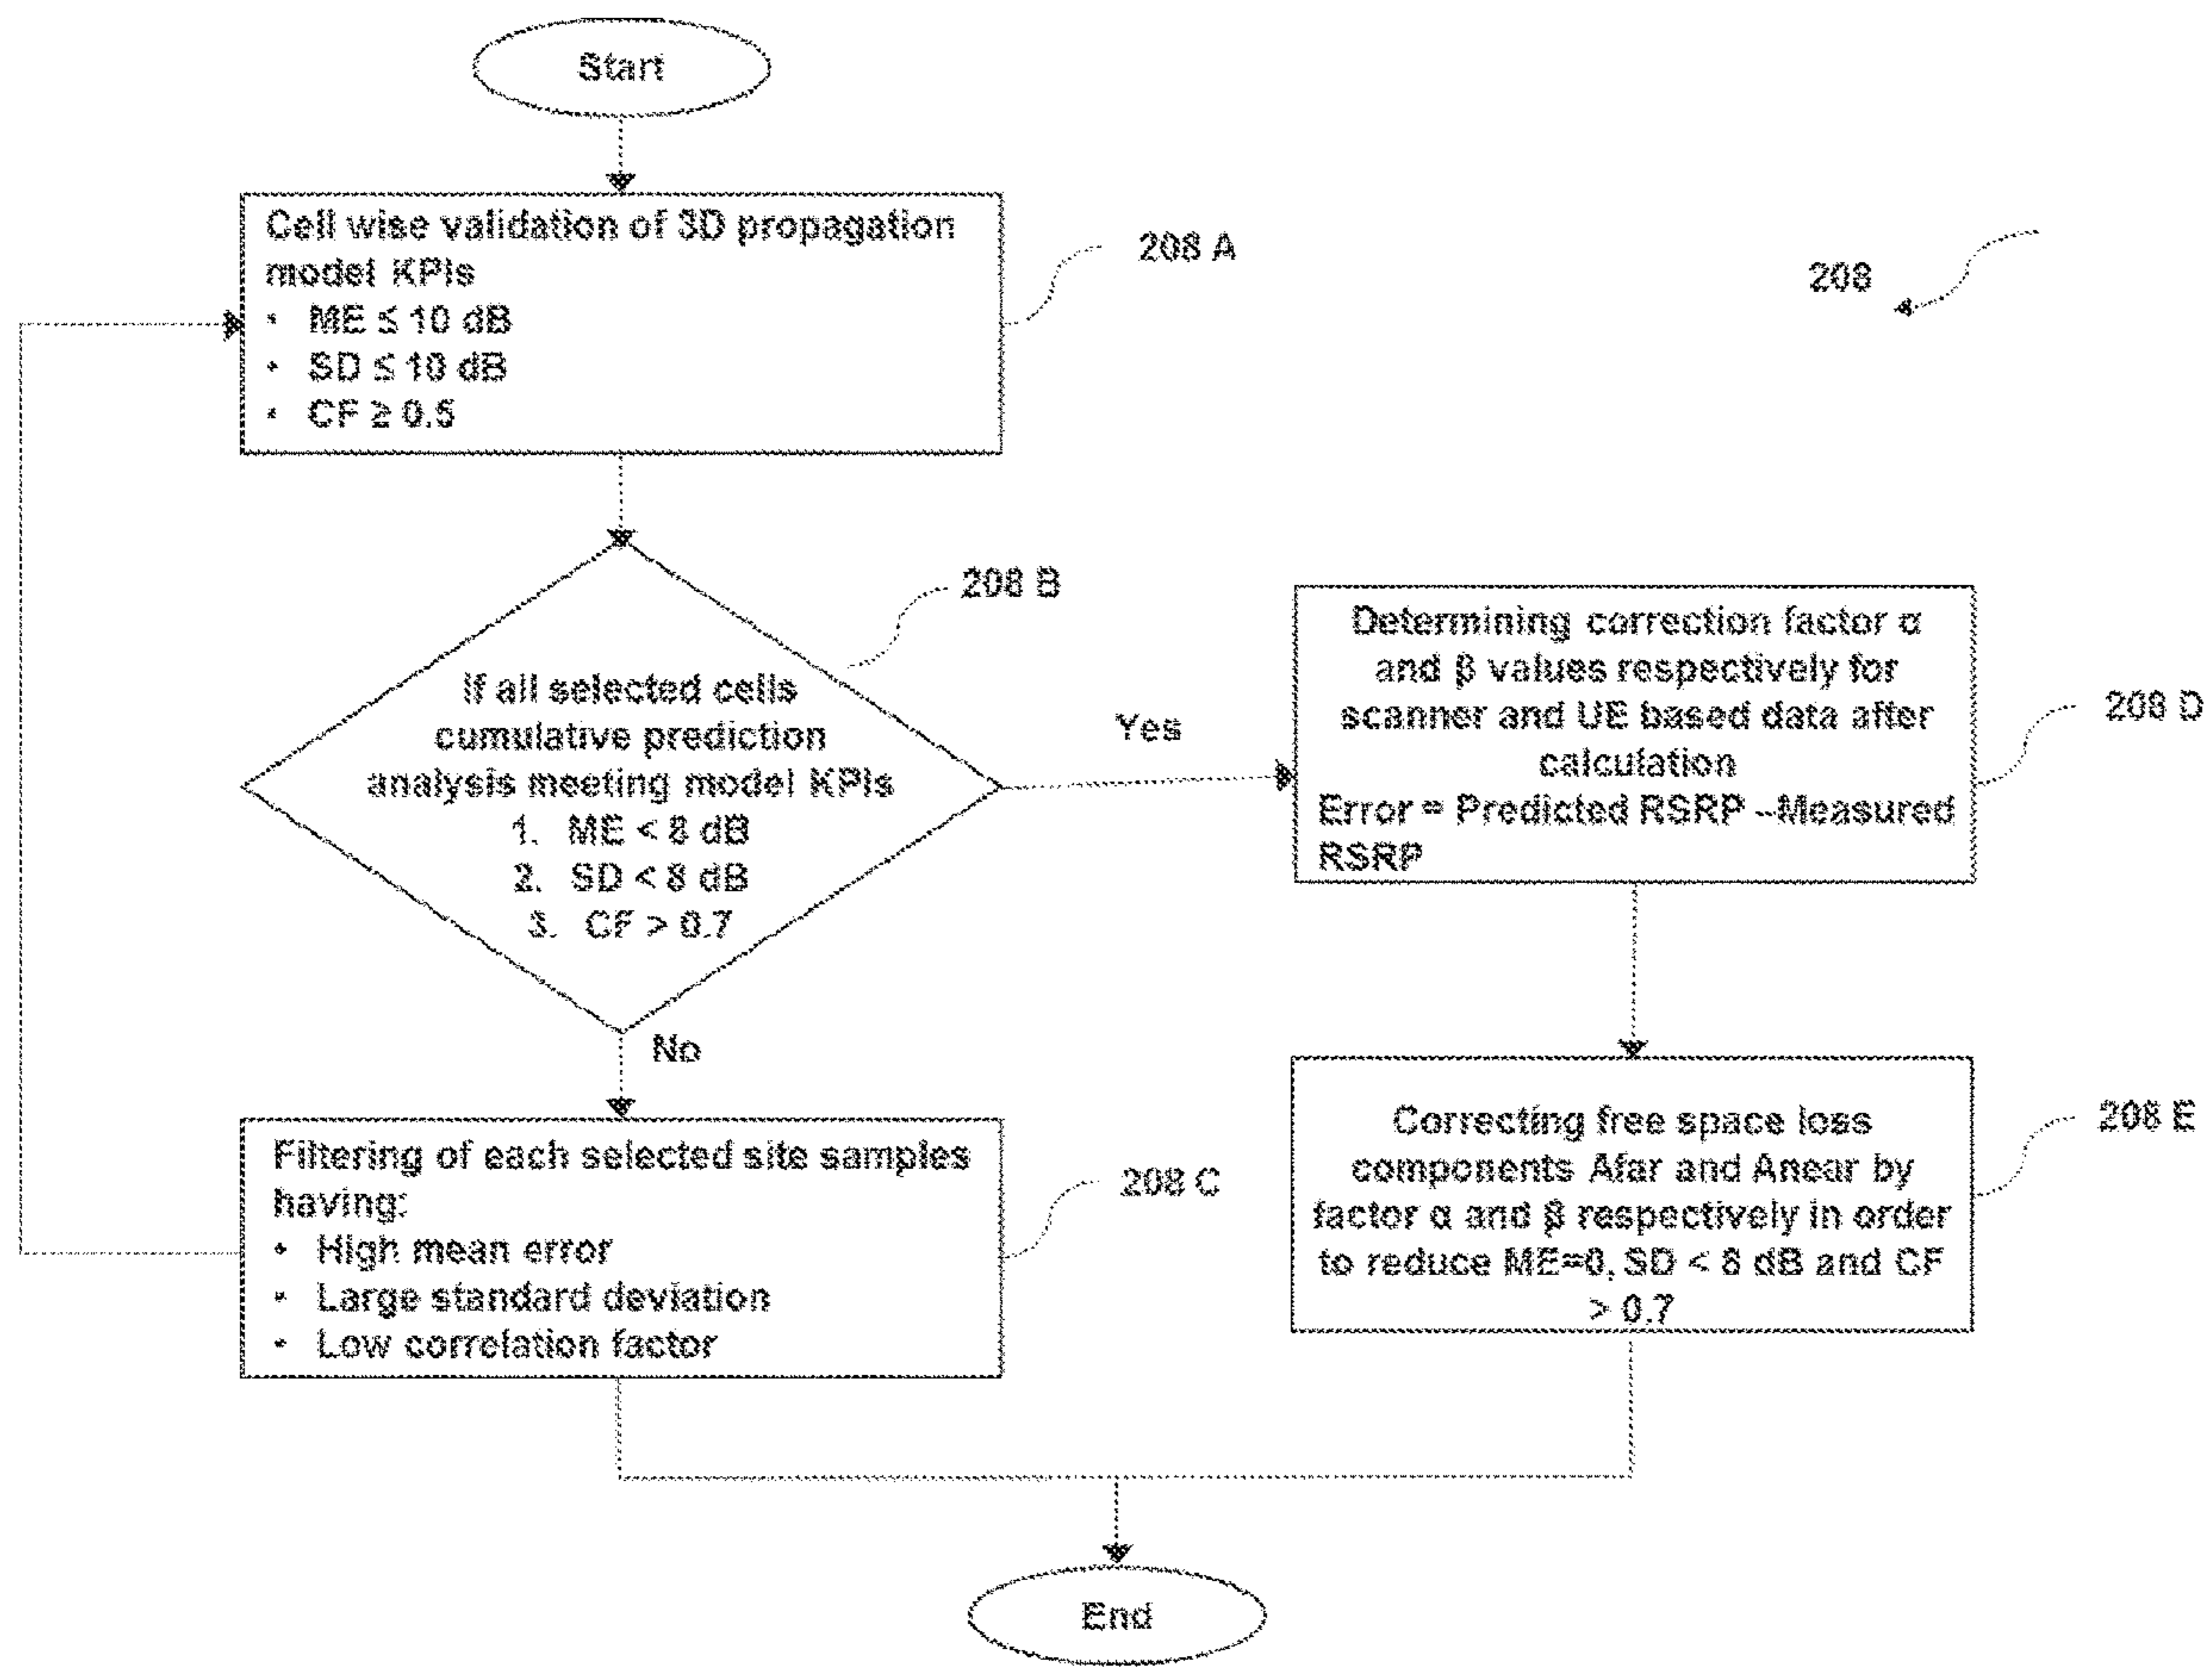 Start
Cell wise validation of 3D propagation
model KPIs
• ME ≤ 10 dB
• SD ≤ 10 dB
• CF ≥ 0.5
208 A
208
208 B
If all selected cells
cumulative prediction
analysis meeting model KPIs
1. ME < 8 dB
2. SD < 8 dB
3. CF > 0.7
Yes
No
Determining correction factor α
and β values respectively for
scanner and UE based data after
calculation
Error = Predicted RSRP –Measured
RSRP
208 D
Filtering of each selected site samples
having:
• High mean error
• Large standard deviation
• Low correlation factor
208 C
Correcting free space loss
components Afar and Anear by
factor α and β respectively in order
to reduce ME=0, SD < 8 dB and CF
> 0.7
208 E
End